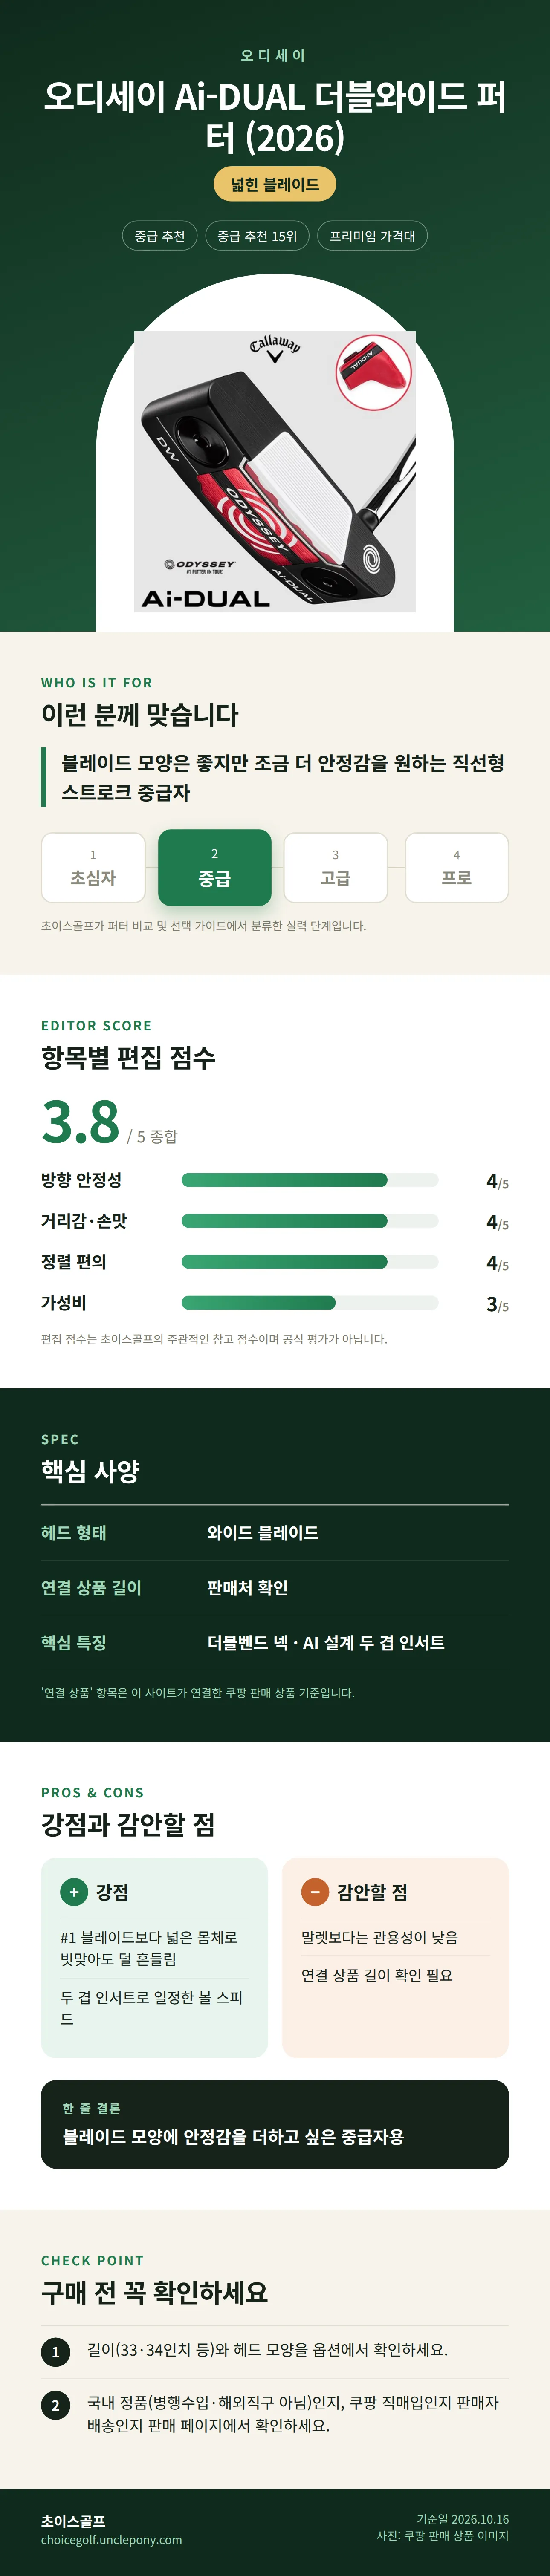 오디세이
오디세이 Ai-DUAL 더블와이드 퍼
터 (2026)
넓힌 블레이드
중급 추천
중급 추천 15위
프리미엄 가격대
Callaway
Ai-DUAL
DW
ODYSSEY
ODYSSEY
#1 PUTTER ON TOUR
Ai-DUAL
Ai-DUAL
WHO IS IT FOR
이런 분께 맞습니다
블레이드 모양은 좋지만 조금 더 안정감을 원하는 직선형
스트로크 중급자
1
초심자
2
중급
3
고급
4
프로
초이스골프가 퍼터 비교 및 선택 가이드에서 분류한 실력 단계입니다.
EDITOR SCORE
항목별 편집 점수
3.8 / 5 종합
방향 안정성 4/5
거리감·손맛 4/5
정렬 편의 4/5
가성비 3/5
편집 점수는 초이스골프의 주관적인 참고 점수이며 공식 평가가 아닙니다.
SPEC
핵심 사양
헤드 형태 와이드 블레이드
연결 상품 길이 판매처 확인
핵심 특징 더블벤드 넥 · AI 설계 두 겹 인서트
'연결 상품' 항목은 이 사이트가 연결한 쿠팡 판매 상품 기준입니다.
PROS & CONS
강점과 감안할 점
+ 강점
#1 블레이드보다 넓은 몸체로
빗맞아도 덜 흔들림
두 겹 인서트로 일정한 볼 스피
드
− 감안할 점
말렛보다는 관용성이 낮음
연결 상품 길이 확인 필요
한 줄 결론
블레이드 모양에 안정감을 더하고 싶은 중급자용
CHECK POINT
구매 전 꼭 확인하세요
1 길이(33·34인치 등)와 헤드 모양을 옵션에서 확인하세요.
2 국내 정품(병행수입·해외직구 아님)인지, 쿠팡 직매입인지 판매자
배송인지 판매 페이지에서 확인하세요.
초이스골프
choicegolf.unclepony.com
기준일 2026.10.16
사진: 쿠팡 판매 상품 이미지